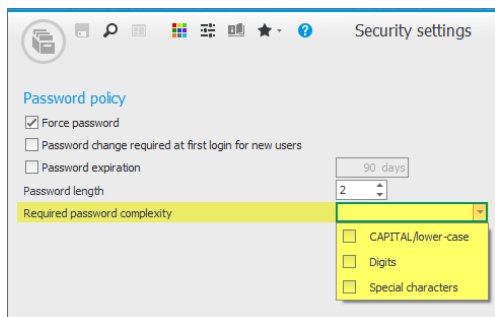 Security settings
Password policy
Force password
Password change required at first login for new users
Password expiration
90 days
Password length
2
Required password complexity
CAPITAL/lower-case
Digits
Special characters